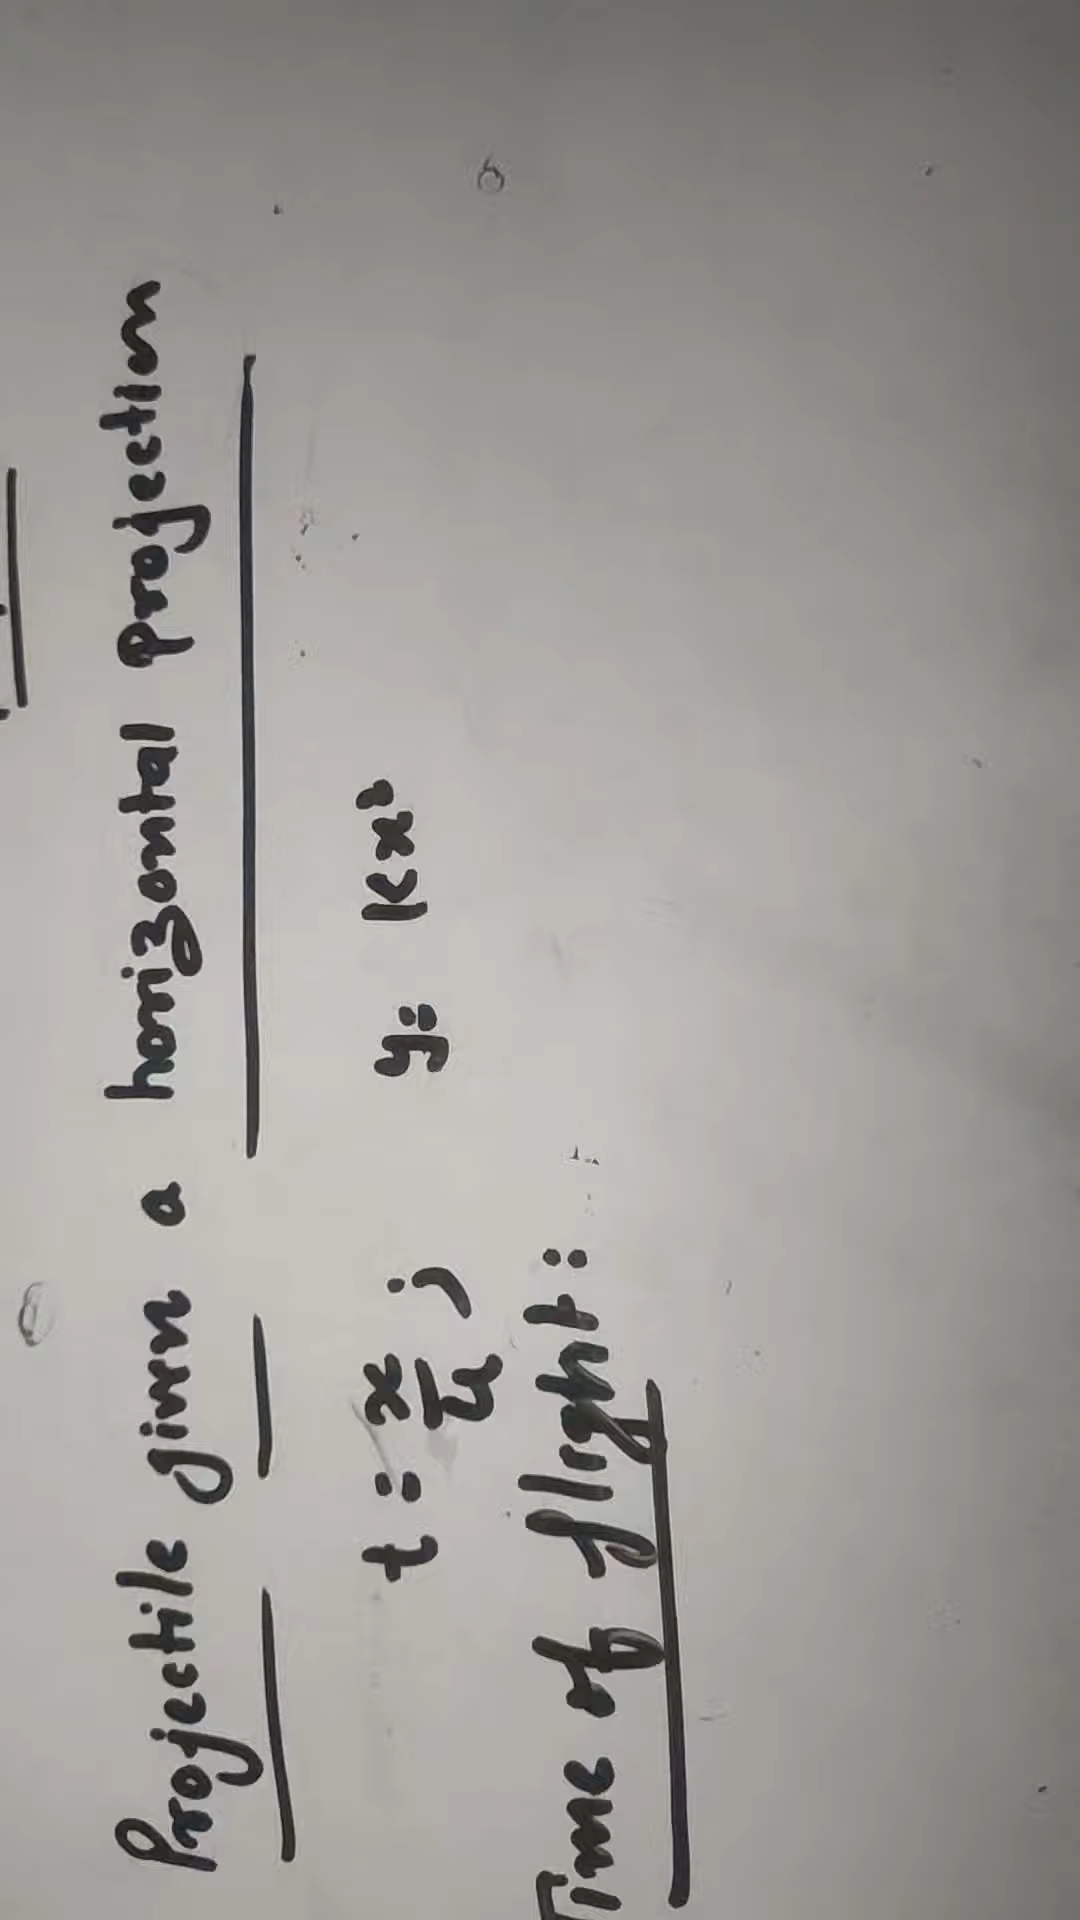 Projectile given a horizontal projection
t = x/u ; y = kx²
Time of flight :